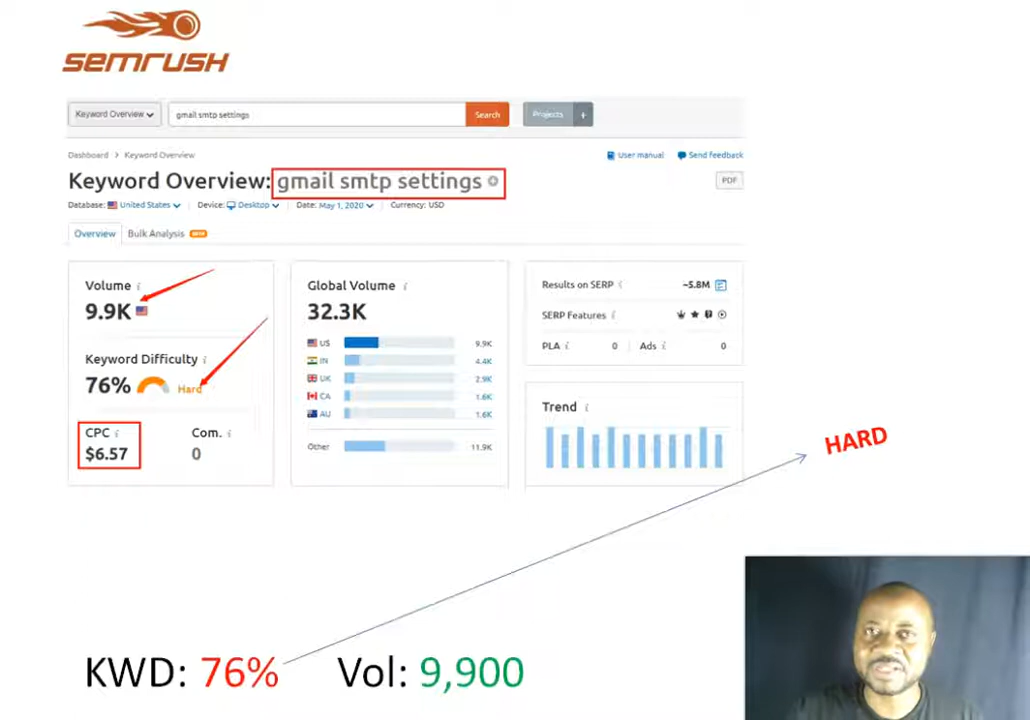 semrush
Keyword Overview
gmail smtp settings
Search
Projects +
Dashboard > Keyword Overview
User manual
Send feedback
Keyword Overview: gmail smtp settings
PDF
Database: United States
Device: Desktop
Date: May 1, 2020
Currency: USD
Overview
Bulk Analysis BETA
Volume i
9.9K
Keyword Difficulty i
76% Hard
CPC i
$6.57
Com. i
0
Global Volume i
32.3K
US 9.9K
IN 4.4K
UK 2.9K
CA 1.6K
AU 1.6K
Other 11.9K
Results on SERP i ~5.8M
SERP Features i
PLA i 0 Ads i 0
Trend i
HARD
KWD: 76% Vol: 9,900